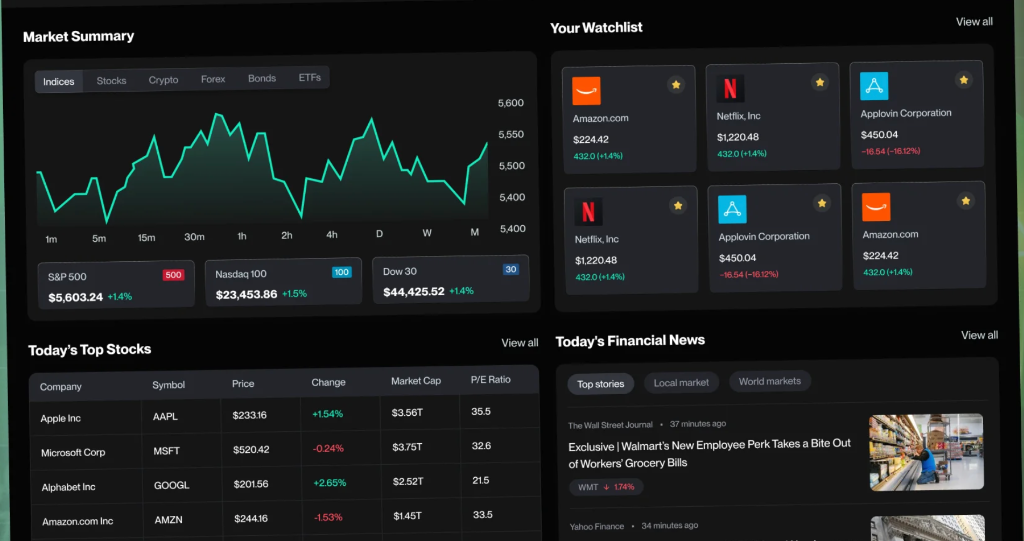 Market Summary
Indices Stocks Crypto Forex Bonds ETFs
5,600
5,550
5,500
5,400
5,400
1m 5m 15m 30m 1h 2h 4h D W M
S&P 500 500
$5,603.24 +1.4%
Nasdaq 100 100
$23,453.86 +1.5%
Dow 30 30
$44,425.52 +1.4%
Your Watchlist View all
Amazon.com
$224.42
432.0 (+1.4%)
Netflix, Inc
$1,220.48
432.0 (+1.4%)
Applovin Corporation
$450.04
-16.54 (-16.12%)
Netflix, Inc
$1,220.48
432.0 (+1.4%)
Applovin Corporation
$450.04
-16.54 (-16.12%)
Amazon.com
$224.42
432.0 (+1.4%)
Today's Top Stocks View all
Company Symbol Price Change Market Cap P/E Ratio
Apple Inc AAPL $233.16 +1.54% $3.56T 35.5
Microsoft Corp MSFT $520.42 -0.24% $3.75T 32.6
Alphabet Inc GOOGL $201.56 +2.65% $2.52T 21.5
Amazon.com Inc AMZN $244.16 -1.53% $1.45T 33.5
Today's Financial News View all
Top stories Local market World markets
The Wall Street Journal • 37 minutes ago
Exclusive | Walmart's New Employee Perk Takes a Bite Out
of Workers' Grocery Bills
WMT ↓ 1.74%
Yahoo Finance • 34 minutes ago